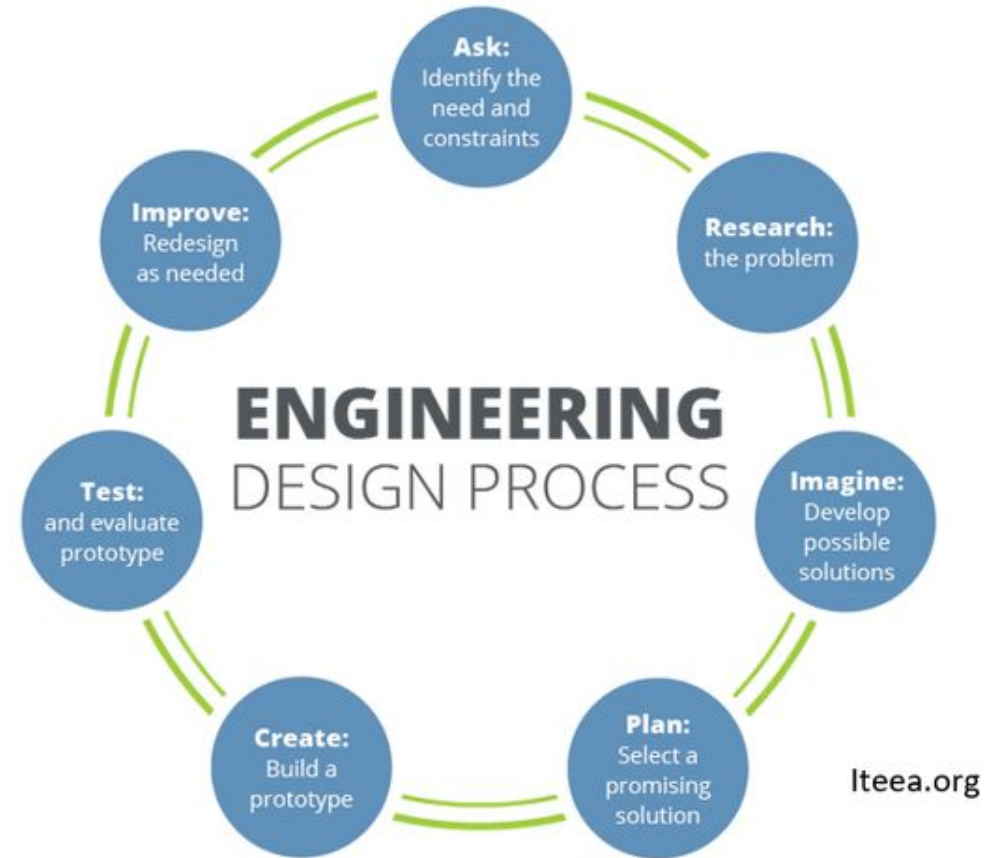 Ask:
Identify the
need and
constraints
Research:
the problem
Imagine:
Develop
possible
solutions
Plan:
Select a
promising
solution
Create:
Build a
prototype
Test:
and evaluate
prototype
Improve:
Redesign
as needed
ENGINEERING
DESIGN PROCESS
Iteea.org